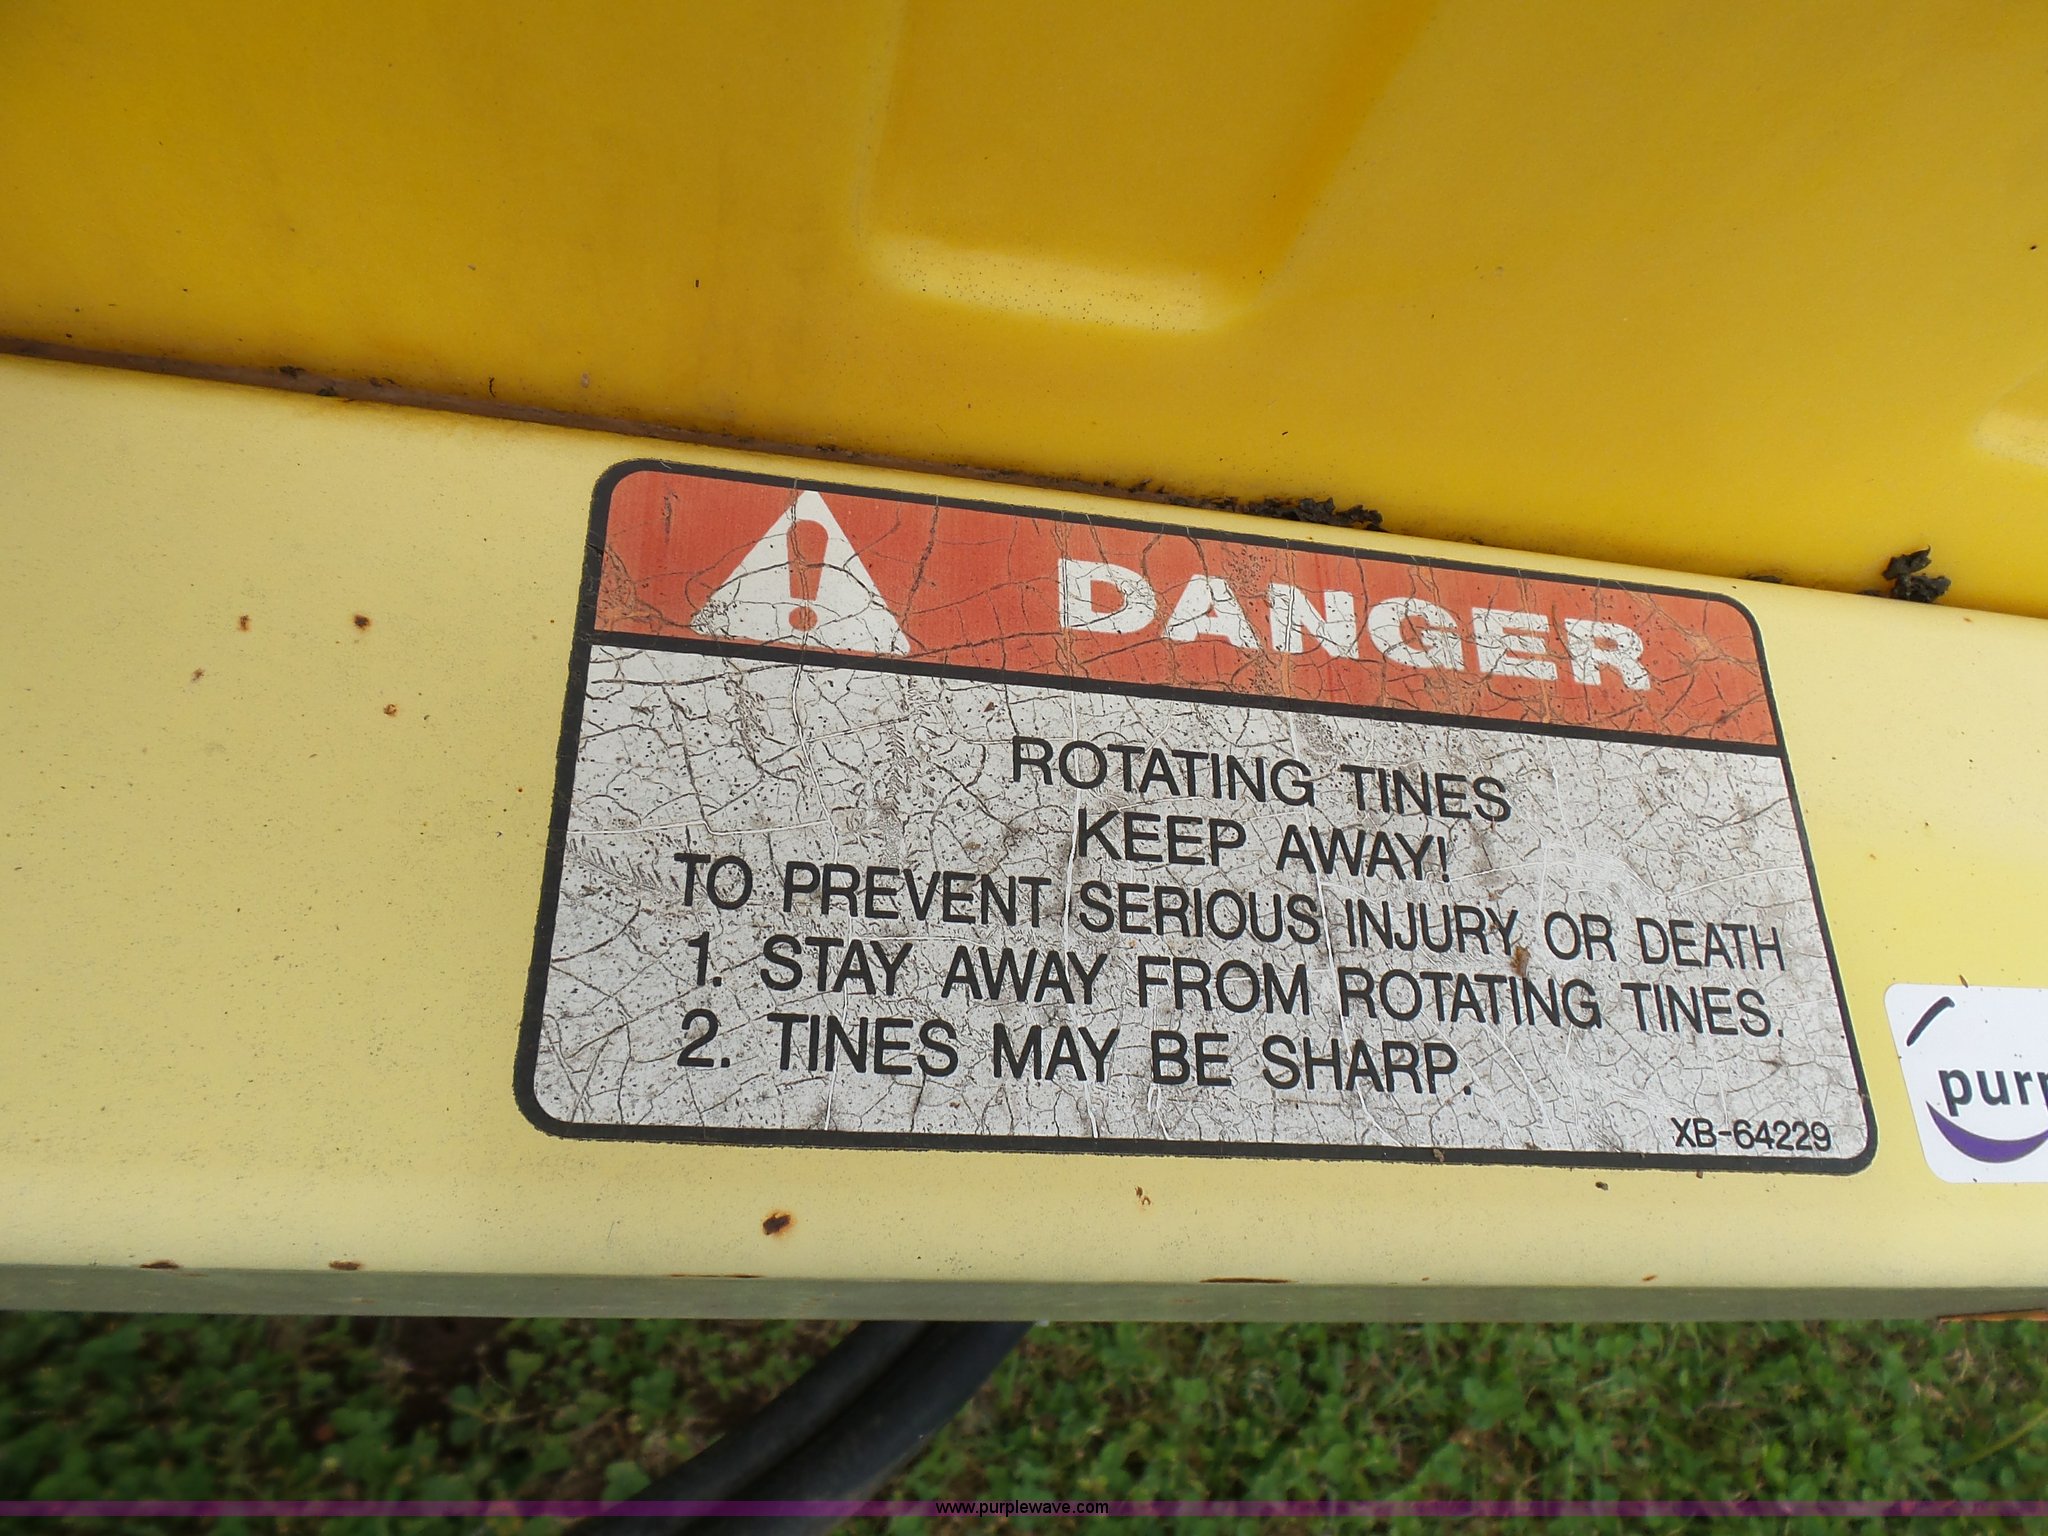 DANGER
ROTATING TINES
KEEP AWAY!
TO PREVENT SERIOUS INJURY OR DEATH
1. STAY AWAY FROM ROTATING TINES.
2. TINES MAY BE SHARP.
XB-64229
www.purplewave.com